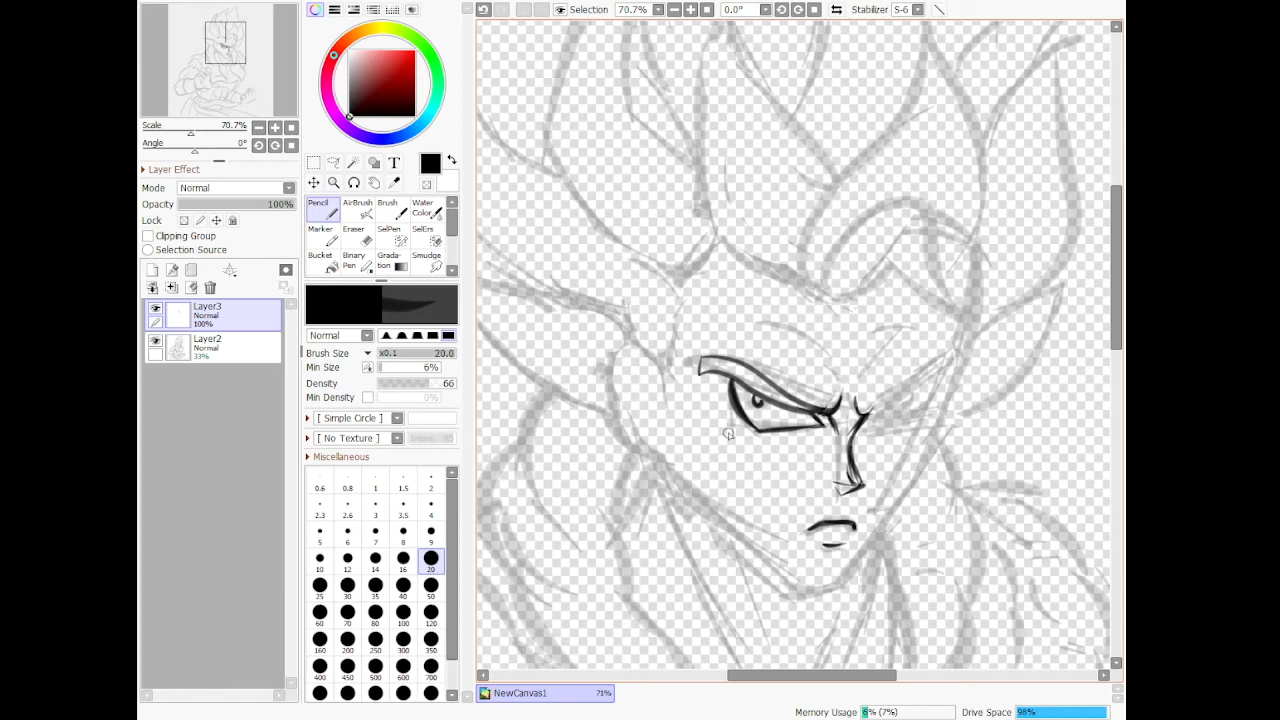 Selection 70.7% 0.0° Stabilizer S-6
Scale 70.7%
Angle 0°
Layer Effect
Mode Normal
Opacity 100%
Lock
Clipping Group
Selection Source
Layer3
Normal
100%
Layer2
Normal
33%
T
Pencil AirBrush Brush Water Color
Marker Eraser SelPen SelErs
Bucket Binary Pen Grada-tion Smudge
Normal
Brush Size x0.1 20.0
Min Size 6%
Density 66
Min Density 0%
[ Simple Circle ]
[ No Texture ] 95
Miscellaneous
0.6 0.8 1 1.5 2
2.3 2.6 3 3.5 4
5 6 7 8 9
10 12 14 16 20
25 30 35 40 50
60 70 80 100 120
160 200 250 300 350
400 450 500 600 700
NewCanvas1 71%
Memory Usage 6% (7%) Drive Space 98%